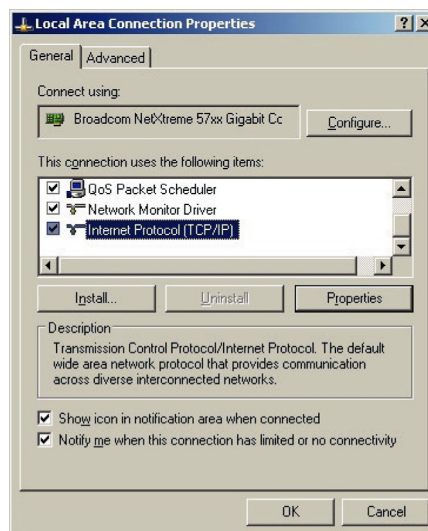 Local Area Connection Properties
General
Advanced
Connect using:
Broadcom NetXtreme 57xx Gigabit Cc
Configure...
This connection uses the following items:
QoS Packet Scheduler
Network Monitor Driver
Internet Protocol (TCP/IP)
Install...
Uninstall
Properties
Description
Transmission Control Protocol/Internet Protocol. The default
wide area network protocol that provides communication
across diverse interconnected networks.
Show icon in notification area when connected
Notify me when this connection has limited or no connectivity
OK
Cancel